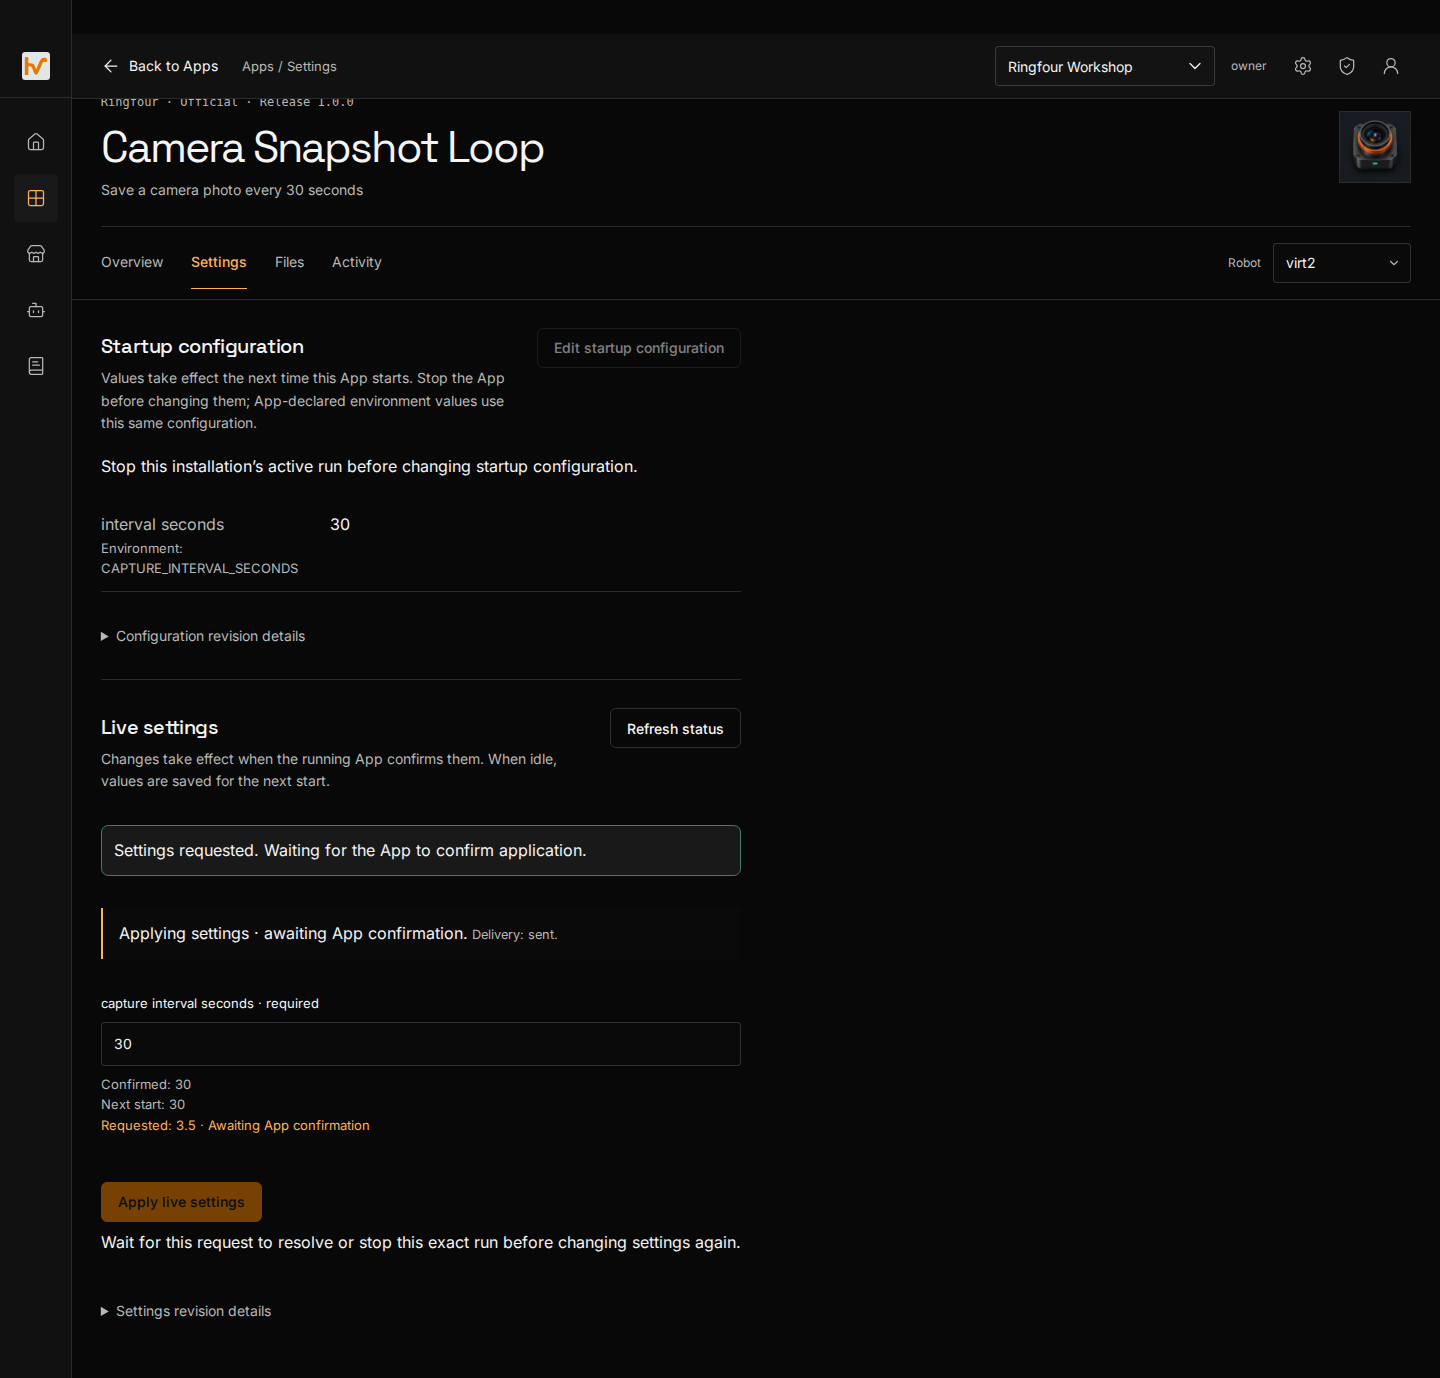 Back to Apps
Apps / Settings
Ringfour Workshop
owner
Ringfour · Official · Release 1.0.0
Camera Snapshot Loop
Save a camera photo every 30 seconds
Overview
Settings
Files
Activity
Robot
virt2
Startup configuration
Edit startup configuration
Values take effect the next time this App starts. Stop the App
before changing them; App-declared environment values use
this same configuration.
Stop this installation’s active run before changing startup configuration.
interval seconds
30
Environment:
CAPTURE_INTERVAL_SECONDS
Configuration revision details
Live settings
Refresh status
Changes take effect when the running App confirms them. When idle,
values are saved for the next start.
Settings requested. Waiting for the App to confirm application.
Applying settings · awaiting App confirmation. Delivery: sent.
capture interval seconds · required
30
Confirmed: 30
Next start: 30
Requested: 3.5 · Awaiting App confirmation
Apply live settings
Wait for this request to resolve or stop this exact run before changing settings again.
Settings revision details